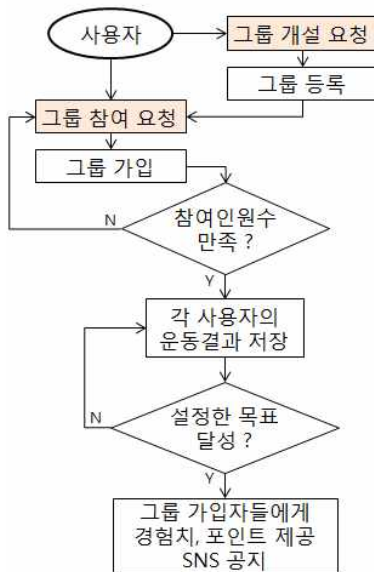 사용자
그룹 개설 요청
그룹 등록
그룹 참여 요청
그룹 가입
N
참여인원수
만족 ?
Y
각 사용자의
운동결과 저장
N
설정한 목표
달성 ?
Y
그룹 가입자들에게
경험치, 포인트 제공
SNS 공지